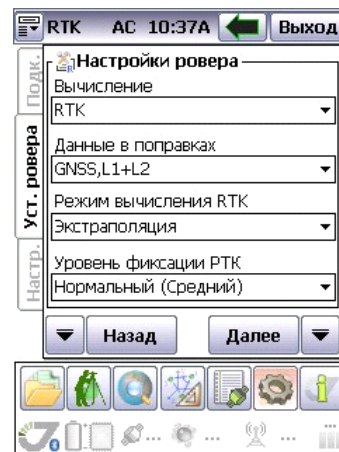 RTK AC 10:37A Выход
Подк.
Уст. ровера
Настр.
Настройки ровера
Вычисление
RTK
Данные в поправках
GNSS,L1+L2
Режим вычисления RTK
Экстраполяция
Уровень фиксации РТК
Нормальный (Средний)
Назад Далее
... ... ...